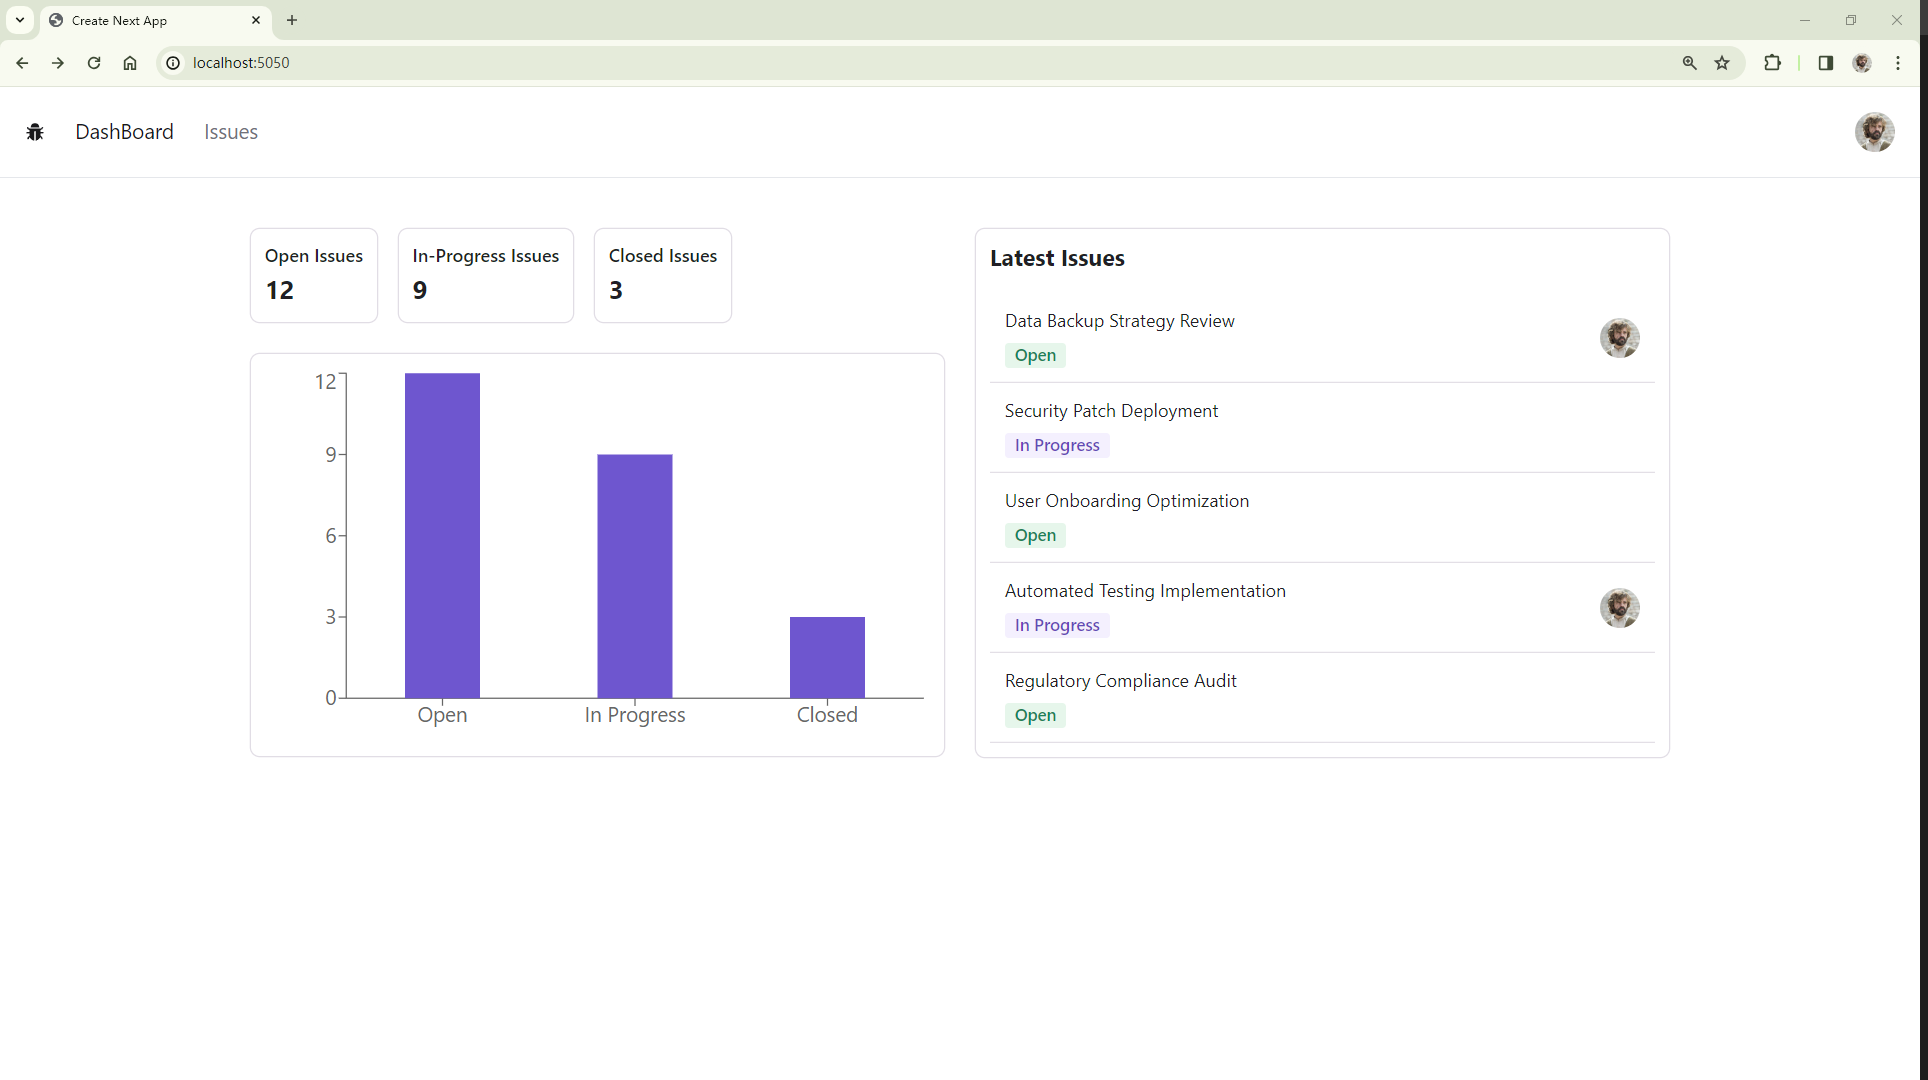 Create Next App
localhost:5050
DashBoard Issues
Open Issues
12
In-Progress Issues
9
Closed Issues
3
12
9
6
3
0
Open In Progress Closed
Latest Issues
Data Backup Strategy Review
Open
Security Patch Deployment
In Progress
User Onboarding Optimization
Open
Automated Testing Implementation
In Progress
Regulatory Compliance Audit
Open